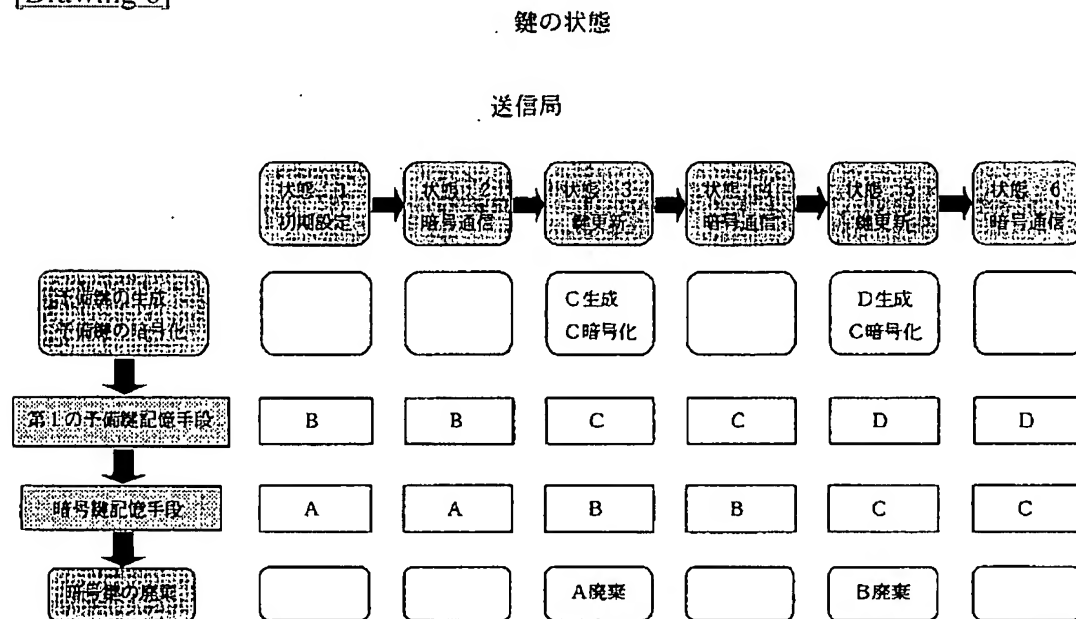 [Drawing 6]
鍵の状態
送信局
状態 1
初期設定
状態 2
暗号通信
状態 3
鍵更新
状態 4
暗号通信
状態 5
鍵更新
状態 6
暗号通信
予備鍵の生成
予備鍵の暗号化
C生成
C暗号化
D生成
C暗号化
第1の予備鍵記憶手段
B
B
C
C
D
D
暗号鍵記憶手段
A
A
B
B
C
C
暗号鍵の廃棄
A廃棄
B廃棄